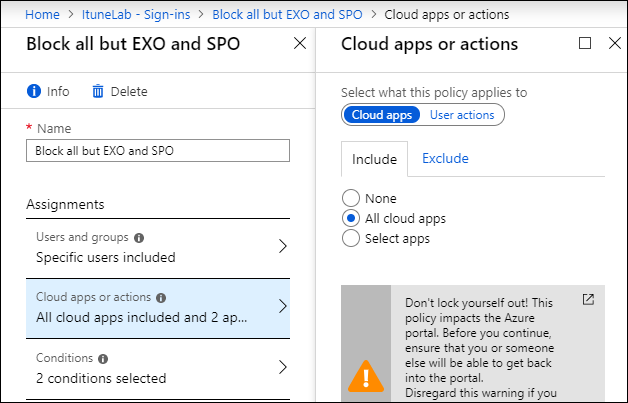 Home > ItuneLab - Sign-ins > Block all but EXO and SPO > Cloud apps or actions
Block all but EXO and SPO
Info Delete
* Name
Block all but EXO and SPO
Assignments
Users and groups
Specific users included
Cloud apps or actions
All cloud apps included and 2 ap...
Conditions
2 conditions selected
Cloud apps or actions
Select what this policy applies to
Cloud apps User actions
Include Exclude
None
All cloud apps
Select apps
Don't lock yourself out! This
policy impacts the Azure
portal. Before you continue,
ensure that you or someone
else will be able to get back
into the portal.
Disregard this warning if you